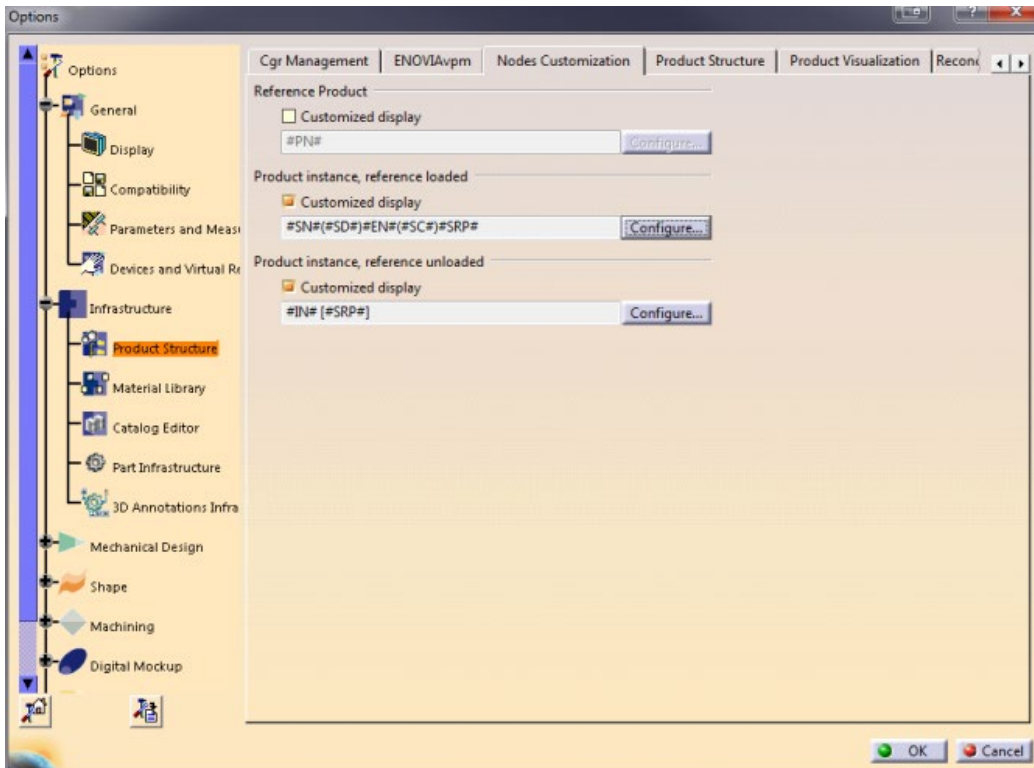 Options
Options
General
Display
Compatibility
Parameters and Measu
Devices and Virtual Re
Infrastructure
Product Structure
Material Library
Catalog Editor
Part Infrastructure
3D Annotations Infra
Mechanical Design
Shape
Machining
Digital Mockup
Cgr Management ENOVIAvpm Nodes Customization Product Structure Product Visualization Recon
Reference Product
Customized display
#PN# Configure...
Product instance, reference loaded
Customized display
#SN#(#SD#)#EN#(#SC#)#SRP# Configure...
Product instance, reference unloaded
Customized display
#IN# [#SRP#] Configure...
OK Cancel